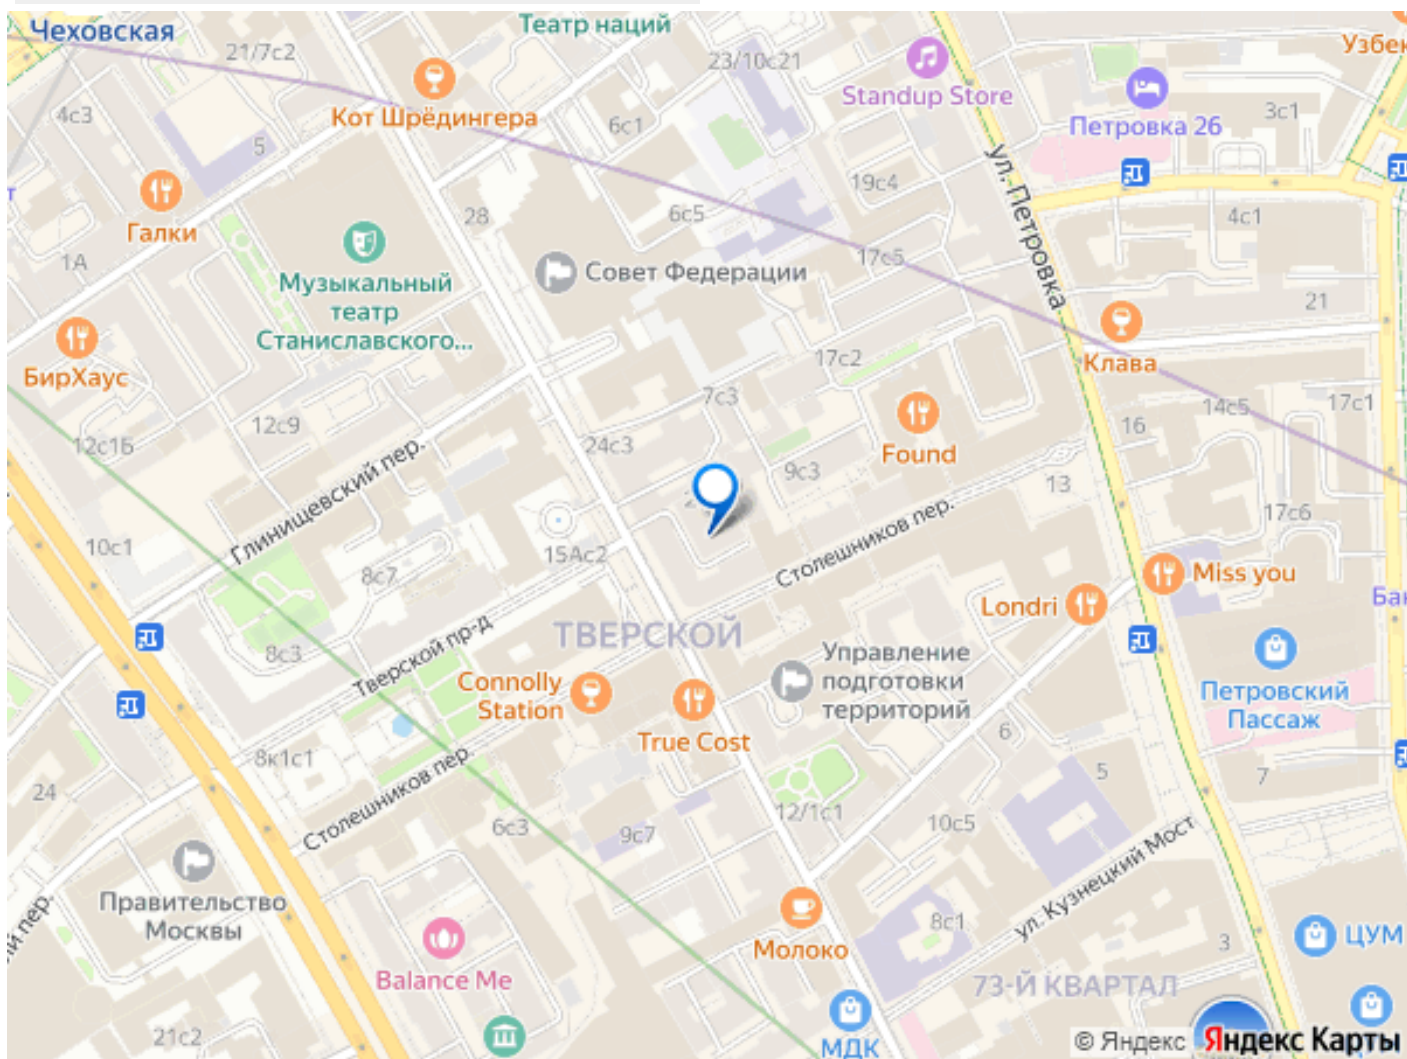 Чеховская
21/7с2
Театр наций
23/10с21
Standup Store
Узбек
4с3
Кот Шрёдингера
6с1
Петровка 26
3с1
5
ул. Петровка
19с4
т
Галки
28
6с5
4с1
1А
Музыкальный
театр
Станиславского...
Совет Федерации
17с5
21
БирХаус
17с2
Клава
7с3
14с5
17с1
12с16
12с9
24с3
Found
16
Глинищевский пер.
9с3
13
17с6
10с1
15Ас2
Столешников пер.
8с7
Miss you
Londri
Бан
8с3
Тверской пр-д
ТВЕРСКОЙ
Управление
подготовки
территорий
Connolly
Station
Петровский
Пассаж
True Cost
6
8к1с1
5
7
24
Столешников пер.
12/1с1
6с3
9с7
10с5
ул. Кузнецкий Мост
Правительство
Москвы
ий пер.
8с1
Молоко
3
ЦУМ
Balance Me
73-Й КВАРТАЛ
21с2
МДК
© Яндекс Яндекс Карты